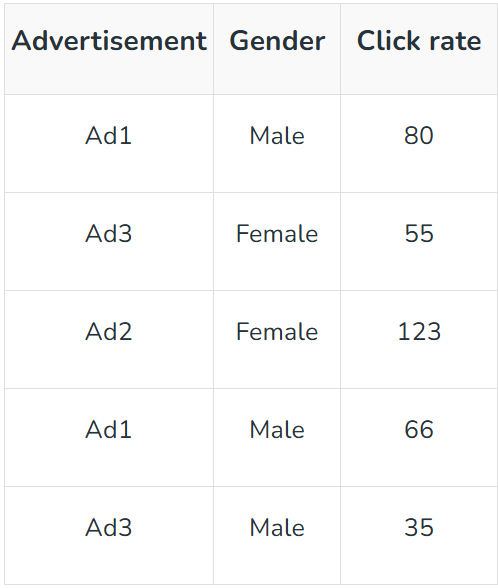 Advertisement Gender Click rate
Ad1 Male 80
Ad3 Female 55
Ad2 Female 123
Ad1 Male 66
Ad3 Male 35